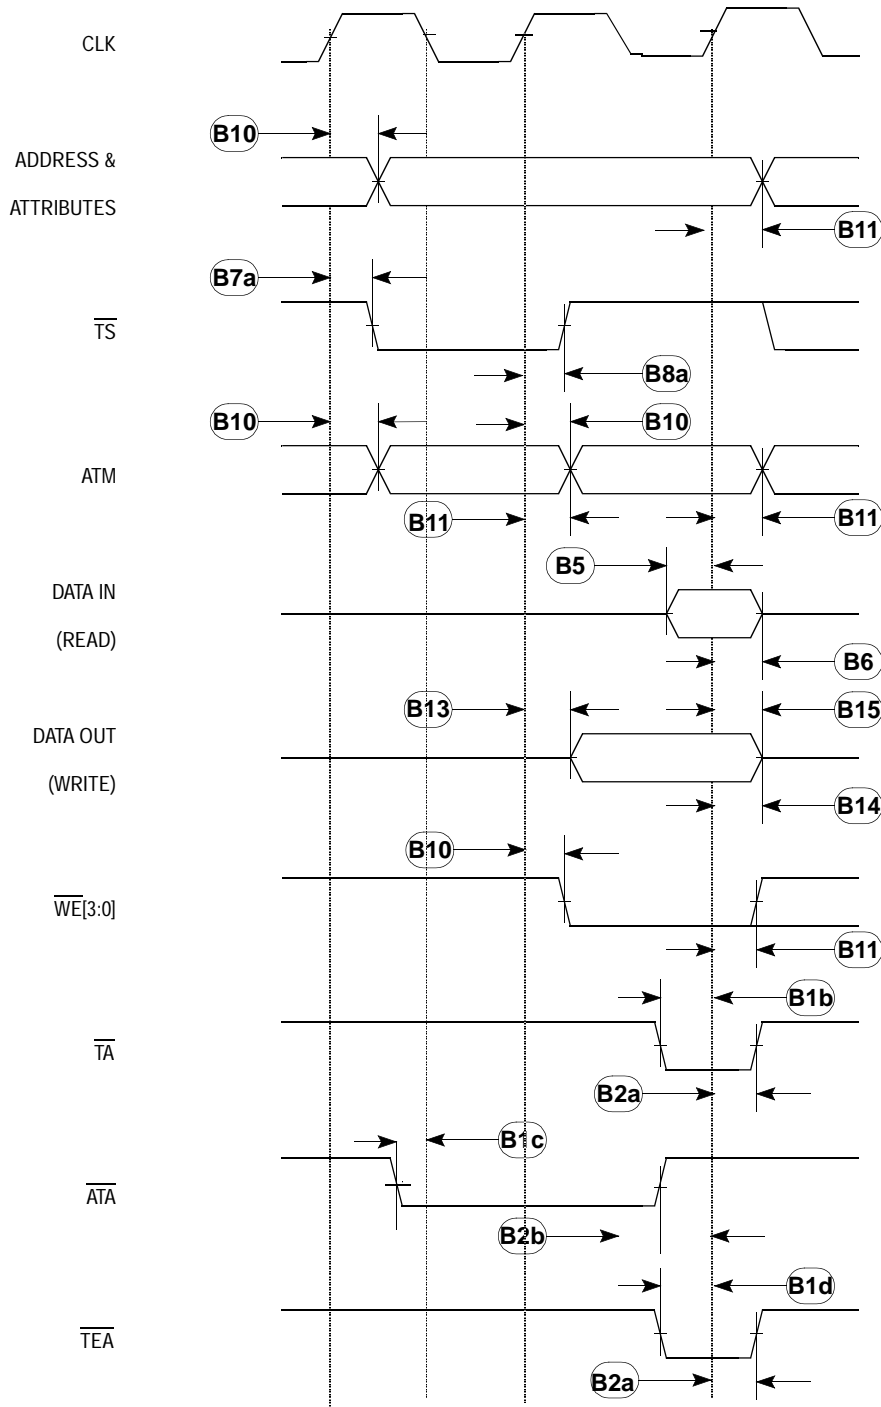 CLK
B10
ADDRESS &
ATTRIBUTES
B11
B7a
TS
B8a
B10
B10
ATM
B11
B11
B5
DATA IN
(READ)
B6
B13
B15
DATA OUT
(WRITE)
B14
B10
WE[3:0]
B11
B1b
TA
B2a
B1c
ATA
B2b
B1d
TEA
B2a